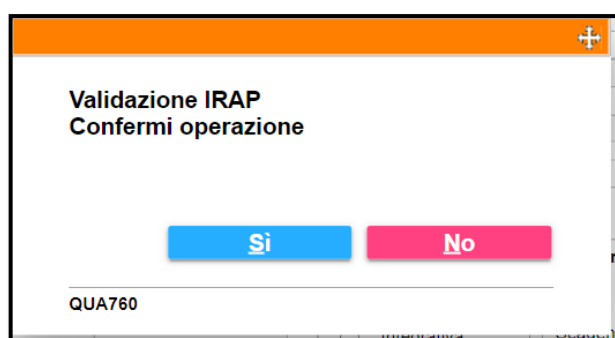 Validazione IRAP
Confermi operazione
Sì
No
QUA760